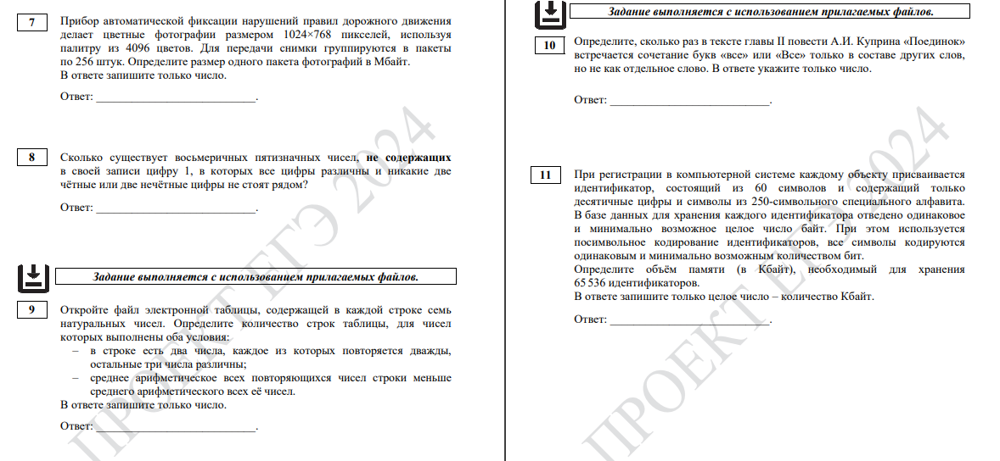 7
Прибор автоматической фиксации нарушений правил дорожного движения
делает цветные фотографии размером 1024×768 пикселей, используя
палитру из 4096 цветов. Для передачи снимки группируются в пакеты
по 256 штук. Определите размер одного пакета фотографий в Мбайт.
В ответе запишите только число.
Ответ: ___________________________.
8
Сколько существует восьмеричных пятизначных чисел, не содержащих
в своей записи цифру 1, в которых все цифры различны и никакие две
чётные или две нечётные цифры не стоят рядом?
Ответ: ___________________________.
Задание выполняется с использованием прилагаемых файлов.
9
Откройте файл электронной таблицы, содержащей в каждой строке семь
натуральных чисел. Определите количество строк таблицы, для чисел
которых выполнены оба условия:
– в строке есть два числа, каждое из которых повторяется дважды,
остальные три числа различны;
– среднее арифметическое всех повторяющихся чисел строки меньше
среднего арифметического всех её чисел.
В ответе запишите только число.
Ответ: ___________________________.
ПРОЕКТ ЕГЭ 2024
Задание выполняется с использованием прилагаемых файлов.
10
Определите, сколько раз в тексте главы II повести А.И. Куприна «Поединок»
встречается сочетание букв «все» или «Все» только в составе других слов,
но не как отдельное слово. В ответе укажите только число.
Ответ: ___________________________.
11
При регистрации в компьютерной системе каждому объекту присваивается
идентификатор, состоящий из 60 символов и содержащий только
десятичные цифры и символы из 250-символьного специального алфавита.
В базе данных для хранения каждого идентификатора отведено одинаковое
и минимально возможное целое число байт. При этом используется
посимвольное кодирование идентификаторов, все символы кодируются
одинаковым и минимально возможным количеством бит.
Определите объём памяти (в Кбайт), необходимый для хранения
65 536 идентификаторов.
В ответе запишите только целое число – количество Кбайт.
Ответ: ___________________________.
ПРОЕКТ ЕГЭ 2024